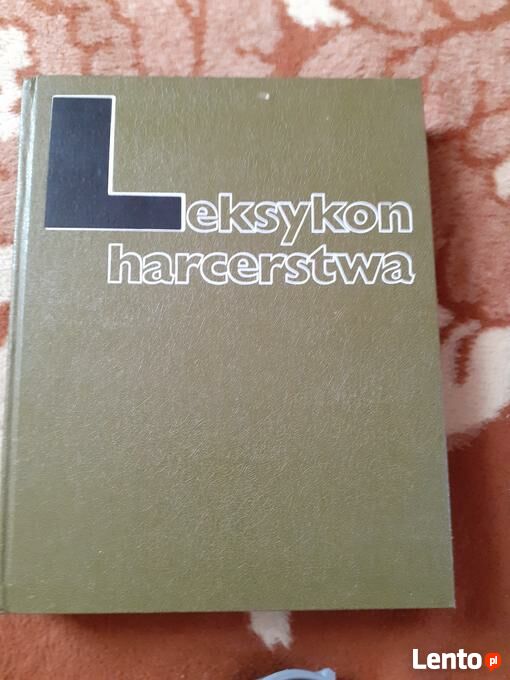 Leksykon
harcerstwa
Lento pl